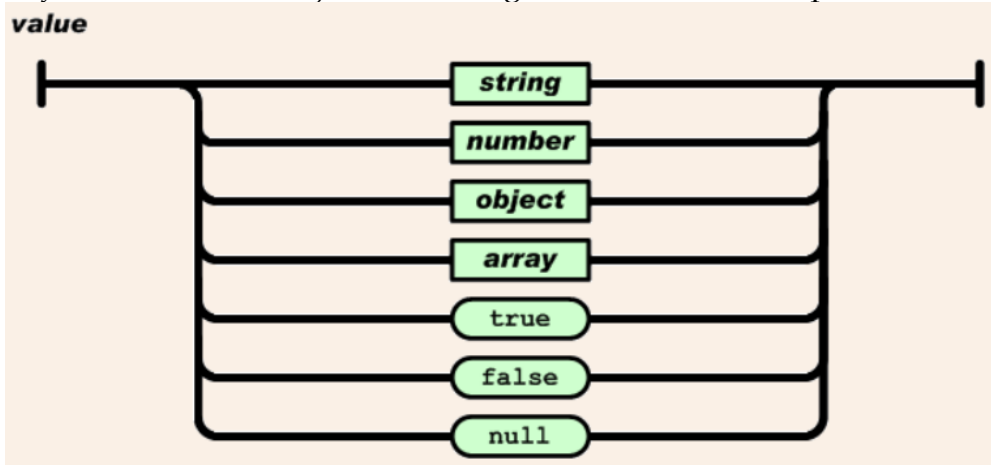 value
string
number
object
array
true
false
null